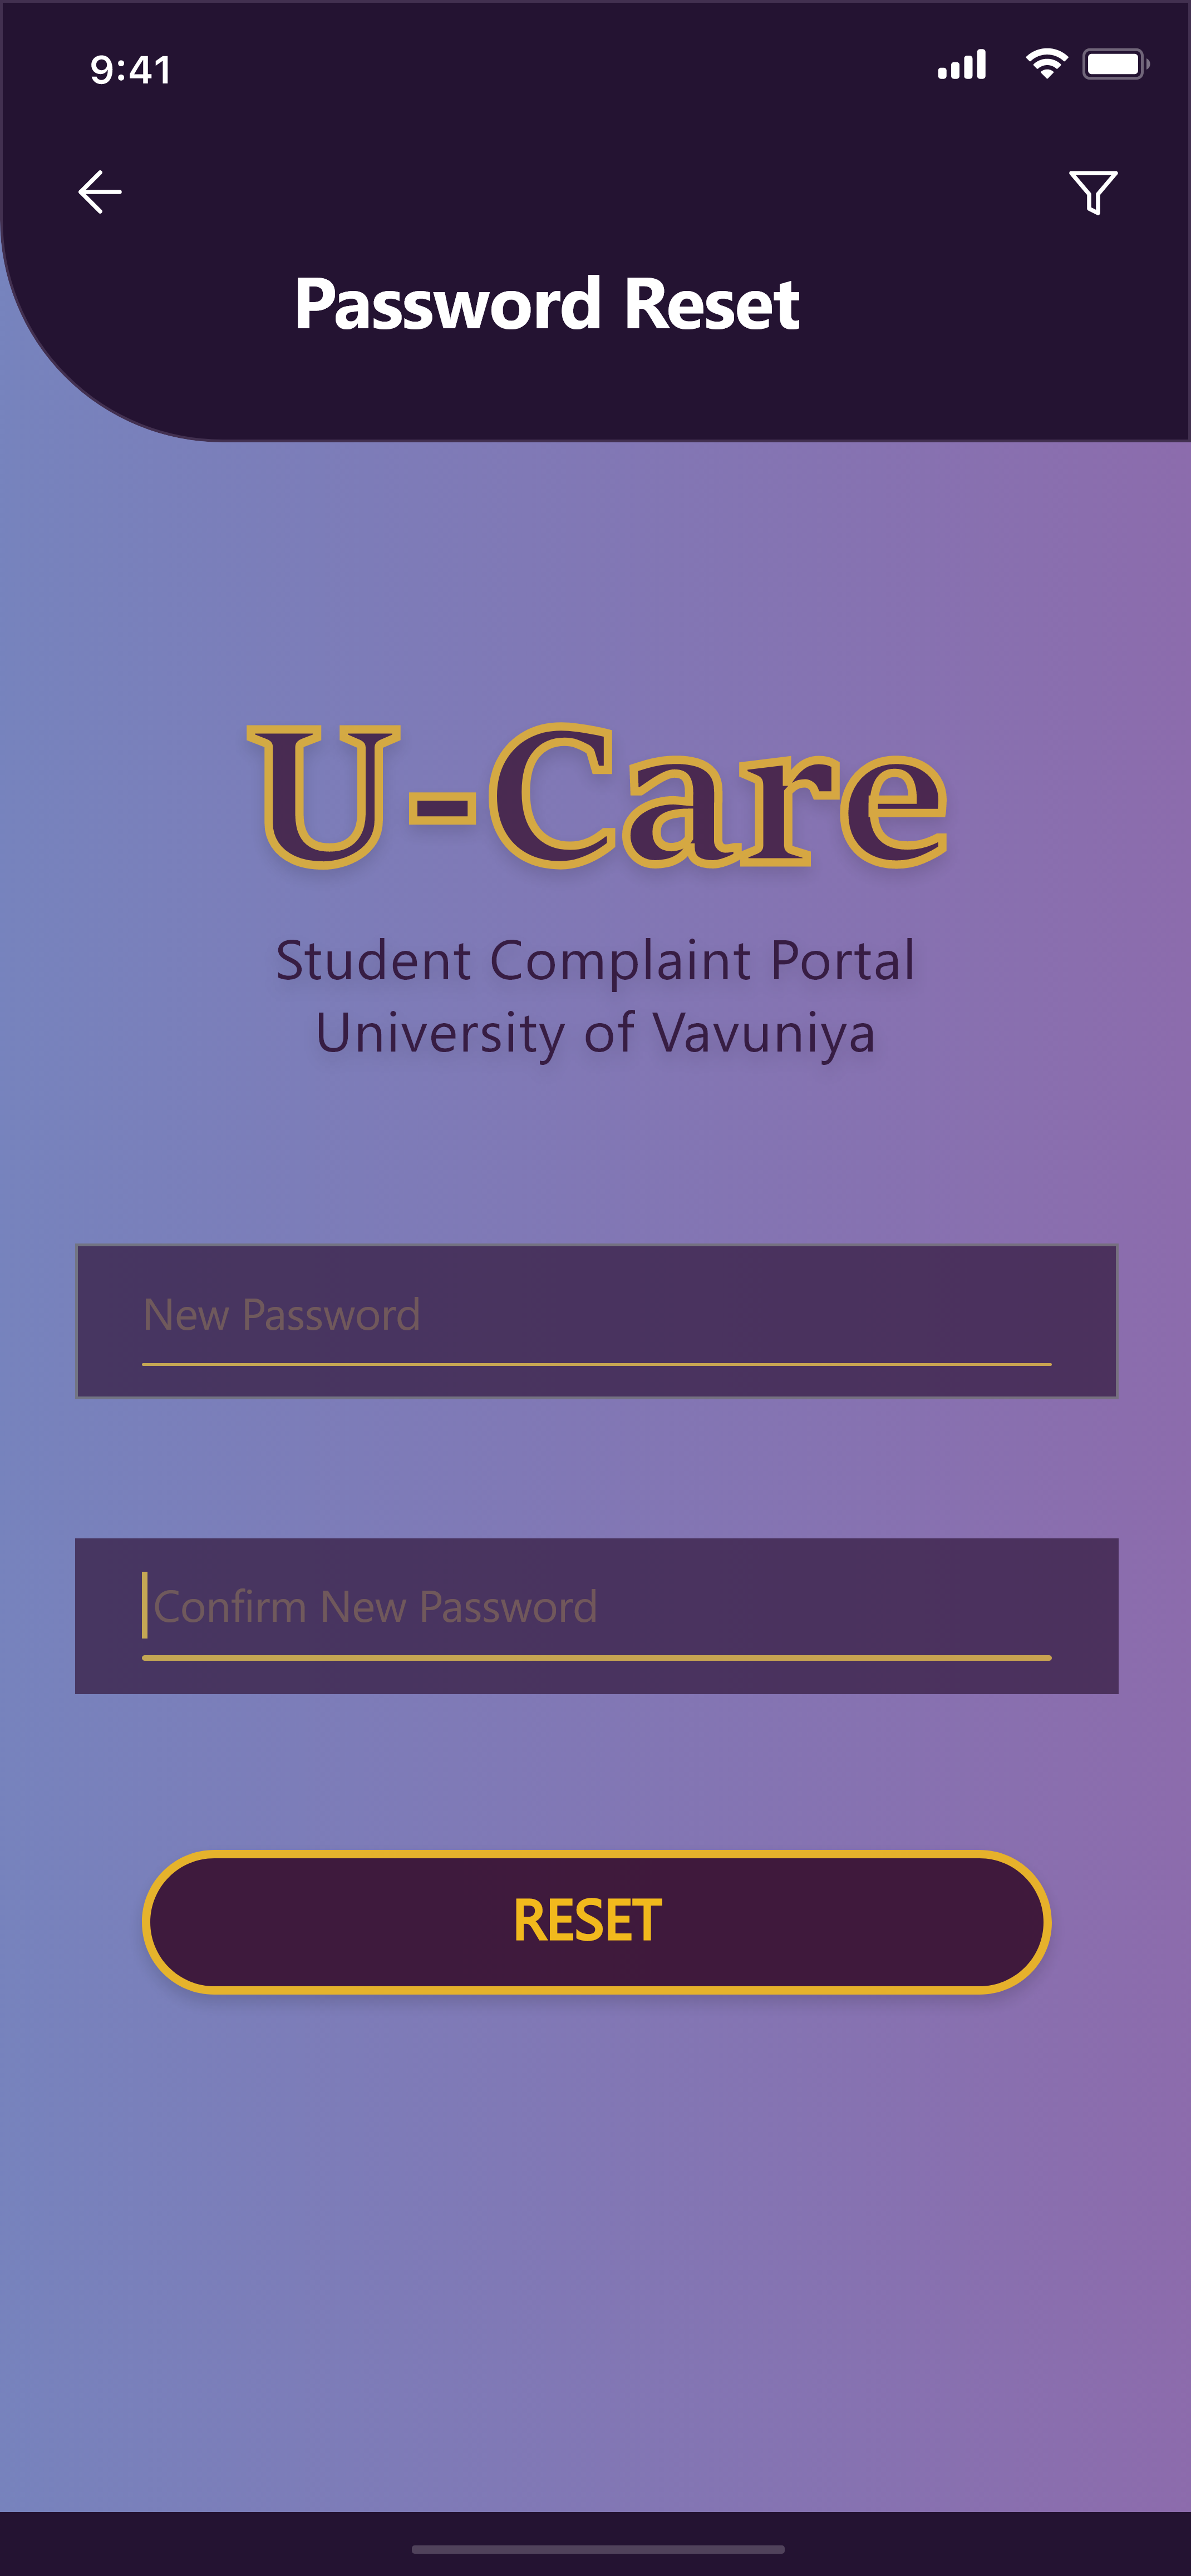 9:41
Password Reset
U-Care
Student Complaint Portal
University of Vavuniya
New Password
Confirm New Password
RESET